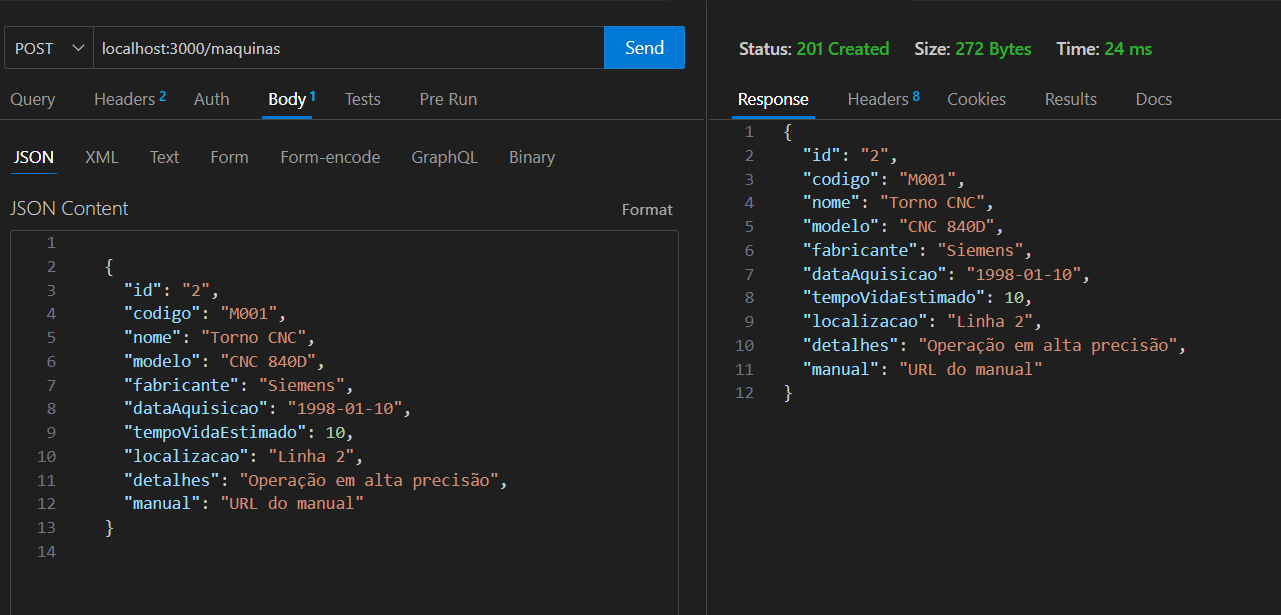 POST localhost:3000/maquinas Send
Query Headers 2 Auth Body 1 Tests Pre Run
JSON XML Text Form Form-encode GraphQL Binary
JSON Content Format
1
2 {
3 "id": "2",
4 "codigo": "M001",
5 "nome": "Torno CNC",
6 "modelo": "CNC 840D",
7 "fabricante": "Siemens",
8 "dataAquisicao": "1998-01-10",
9 "tempoVidaEstimado": 10,
10 "localizacao": "Linha 2",
11 "detalhes": "Operação em alta precisão",
12 "manual": "URL do manual"
13 }
14
Status: 201 Created Size: 272 Bytes Time: 24 ms
Response Headers 8 Cookies Results Docs
1 {
2 "id": "2",
3 "codigo": "M001",
4 "nome": "Torno CNC",
5 "modelo": "CNC 840D",
6 "fabricante": "Siemens",
7 "dataAquisicao": "1998-01-10",
8 "tempoVidaEstimado": 10,
9 "localizacao": "Linha 2",
10 "detalhes": "Operação em alta precisão",
11 "manual": "URL do manual"
12 }